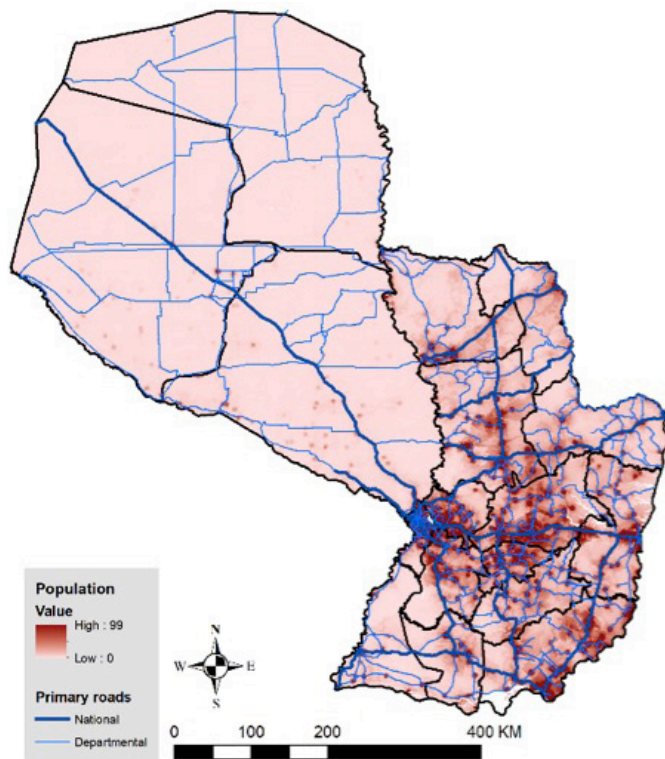 Population
Value
High : 99
Low : 0
Primary roads
National
Departmental
N
W E
S
0 100 200 400 KM